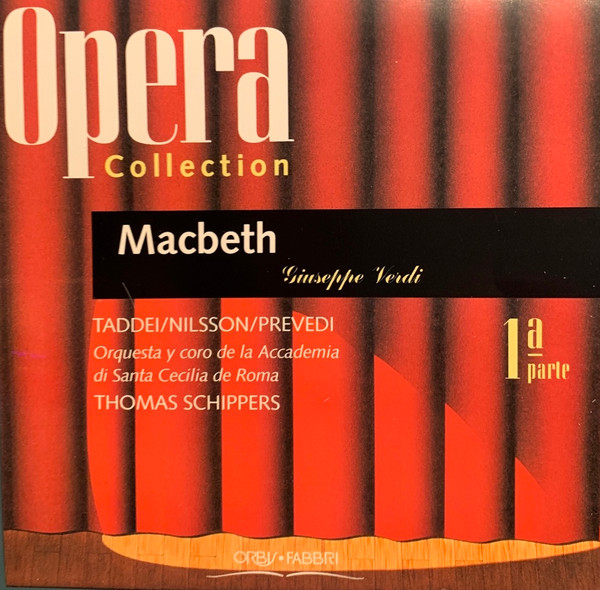 Opera
Collection
Macbeth
Giuseppe Verdi
TADDEI/NILSSON/PREVEDI
Orquesta y coro de la Accademia
di Santa Cecilia de Roma
THOMAS SCHIPPERS
1ª
parte
ORBIS•FABBRI